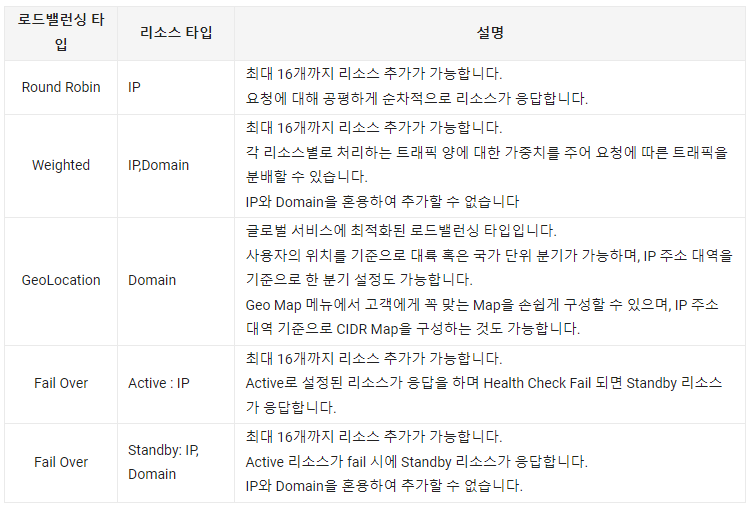 로드밸런싱 타
입
리소스 타입
설명
Round Robin
IP
최대 16개까지 리소스 추가가 가능합니다.
요청에 대해 공평하게 순차적으로 리소스가 응답합니다.
Weighted
IP,Domain
최대 16개까지 리소스 추가가 가능합니다.
각 리소스별로 처리하는 트래픽 양에 대한 가중치를 주어 요청에 따른 트래픽을
분배할 수 있습니다.
IP와 Domain을 혼용하여 추가할 수 없습니다
GeoLocation
Domain
글로벌 서비스에 최적화된 로드밸런싱 타입입니다.
사용자의 위치를 기준으로 대륙 혹은 국가 단위 분기가 가능하며, IP 주소 대역을
기준으로 한 분기 설정도 가능합니다.
Geo Map 메뉴에서 고객에게 꼭 맞는 Map을 손쉽게 구성할 수 있으며, IP 주소
대역 기준으로 CIDR Map을 구성하는 것도 가능합니다.
Fail Over
Active : IP
최대 16개까지 리소스 추가가 가능합니다.
Active로 설정된 리소스가 응답을 하며 Health Check Fail 되면 Standby 리소스
가 응답합니다.
Fail Over
Standby: IP,
Domain
최대 16개까지 리소스 추가가 가능합니다.
Active 리소스가 fail 시에 Standby 리소스가 응답합니다.
IP와 Domain을 혼용하여 추가할 수 없습니다.